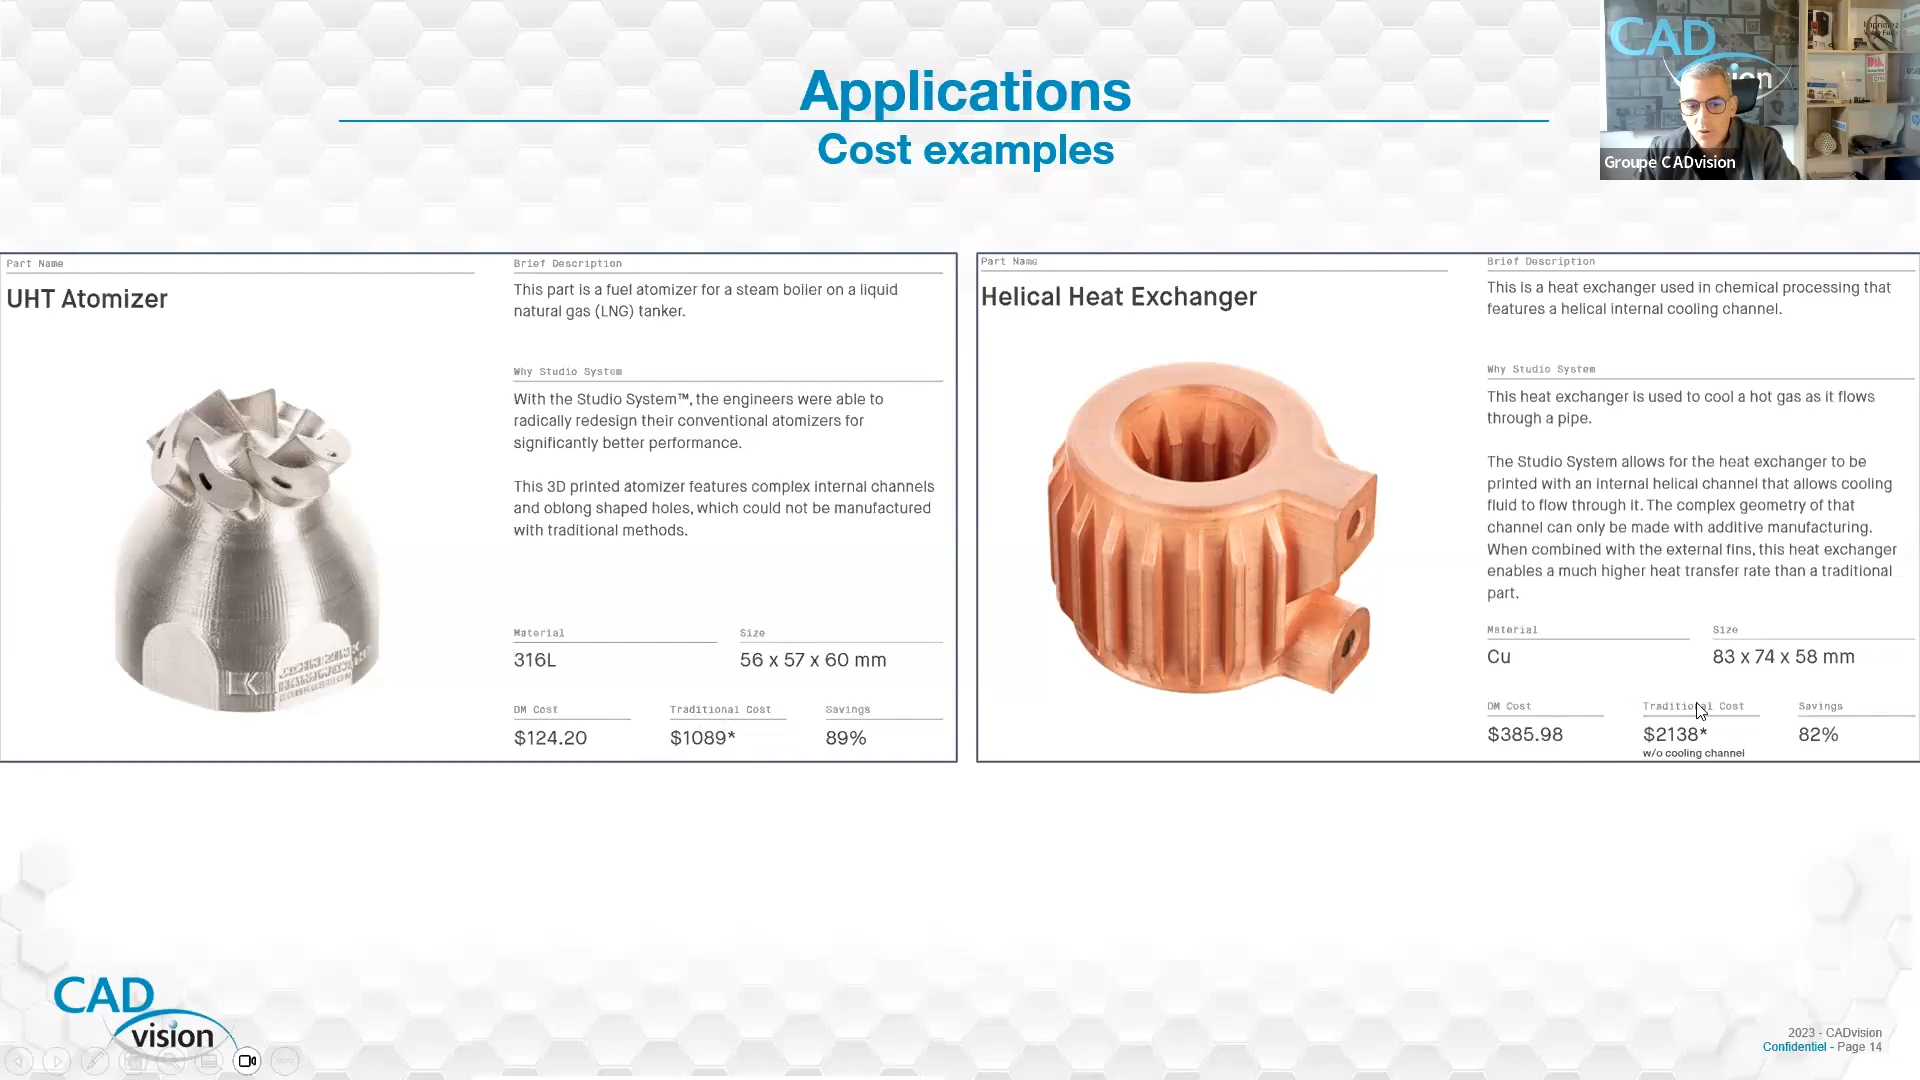 Applications
Cost examples
CAD
Groupe CADvision
Part Name
UHT Atomizer
Brief Description
This part is a fuel atomizer for a steam boiler on a liquid
natural gas (LNG) tanker.
Why Studio System
With the Studio System™, the engineers were able to
radically redesign their conventional atomizers for
significantly better performance.
This 3D printed atomizer features complex internal channels
and oblong shaped holes, which could not be manufactured
with traditional methods.
Material
316L
Size
56 x 57 x 60 mm
DM Cost
$124.20
Traditional Cost
$1089*
Savings
89%
Part Name
Helical Heat Exchanger
Brief Description
This is a heat exchanger used in chemical processing that
features a helical internal cooling channel.
Why Studio System
This heat exchanger is used to cool a hot gas as it flows
through a pipe.
The Studio System allows for the heat exchanger to be
printed with an internal helical channel that allows cooling
fluid to flow through it. The complex geometry of that
channel can only be made with additive manufacturing.
When combined with the external fins, this heat exchanger
enables a much higher heat transfer rate than a traditional
part.
Material
Cu
Size
83 x 74 x 58 mm
DM Cost
$385.98
Traditional Cost
$2138*
w/o cooling channel
Savings
82%
CAD
vision
2023 - CADvision
Confidentiel - Page 14